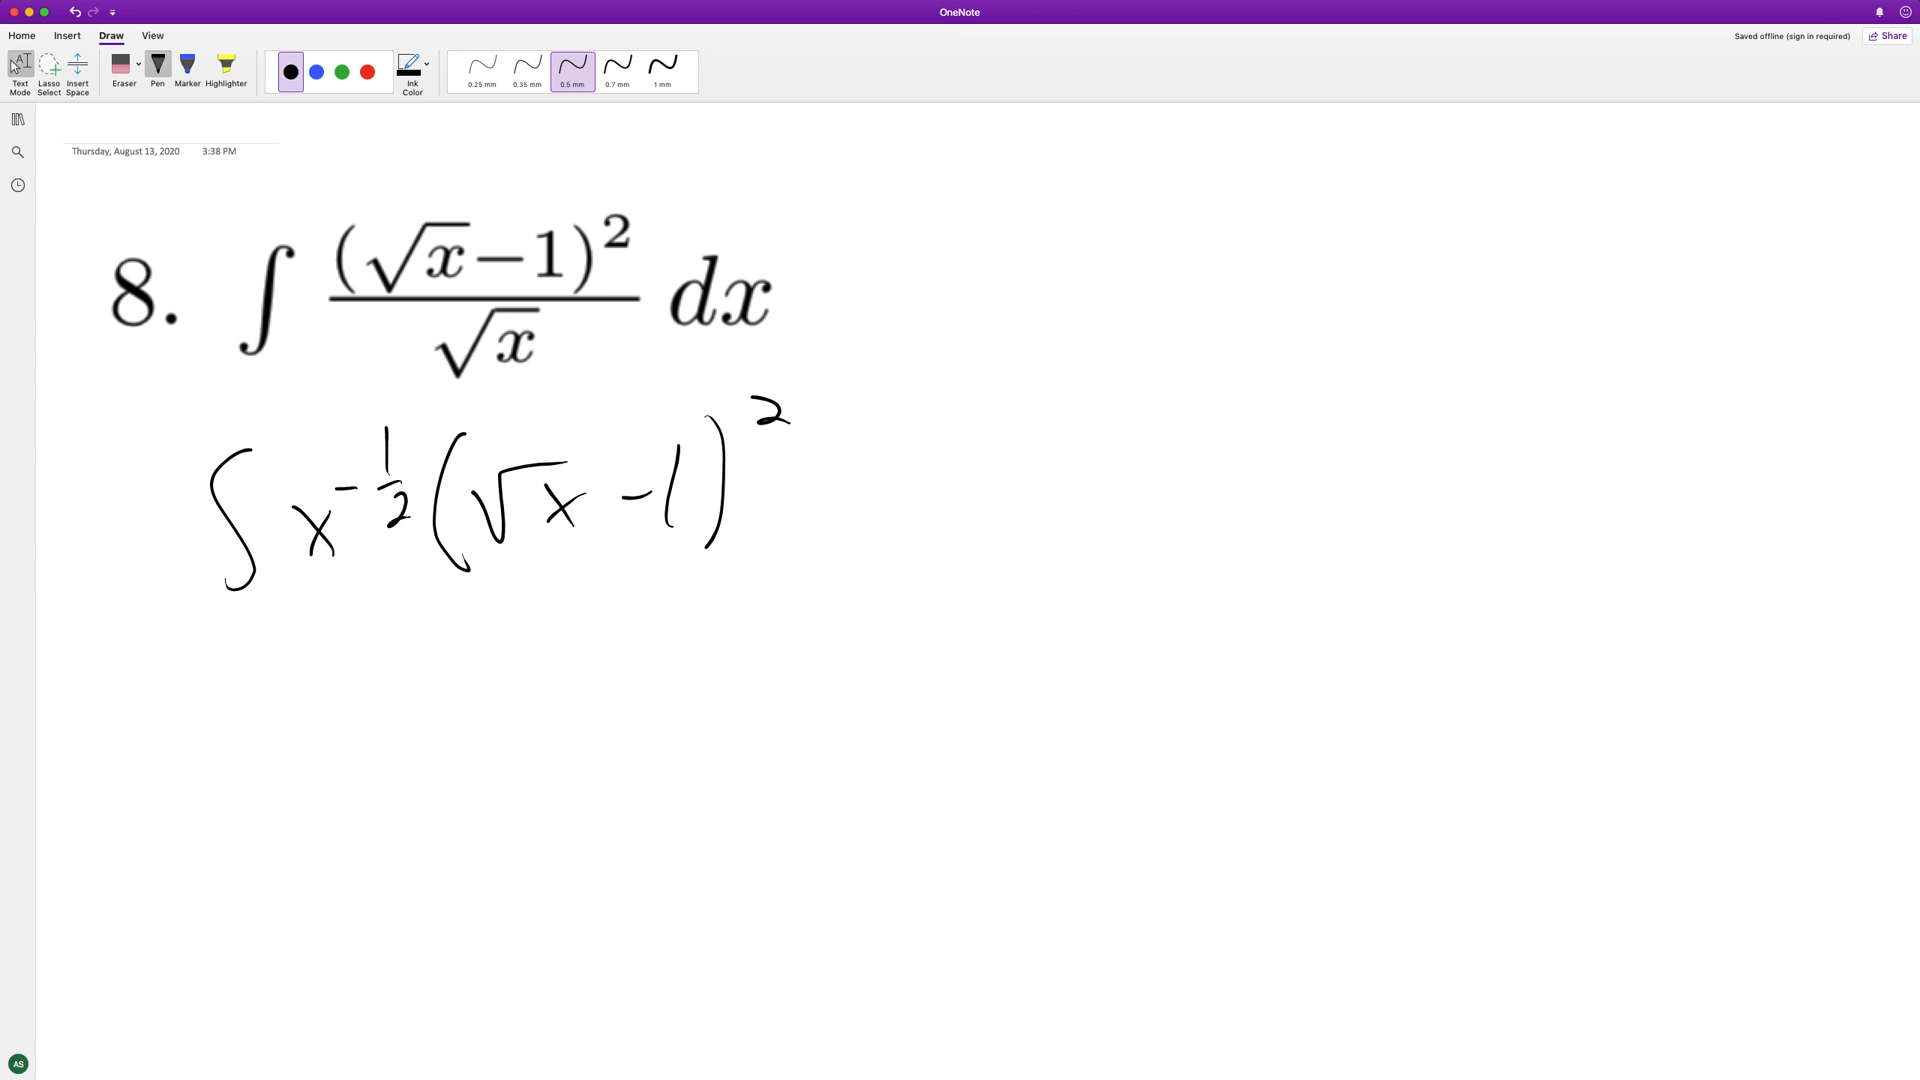 OneNote
Home Insert Draw View
Saved offline (sign in required) Share
Text Mode Lasso Select Insert Space Eraser Pen Marker Highlighter Ink Color 0.25 mm 0.35 mm 0.5 mm 0.7 mm 1 mm
Thursday, August 13, 2020 3:38 PM
8. ∫ (√x−1)² / √x dx
∫ x^(-1/2) (√x −1)²
AS